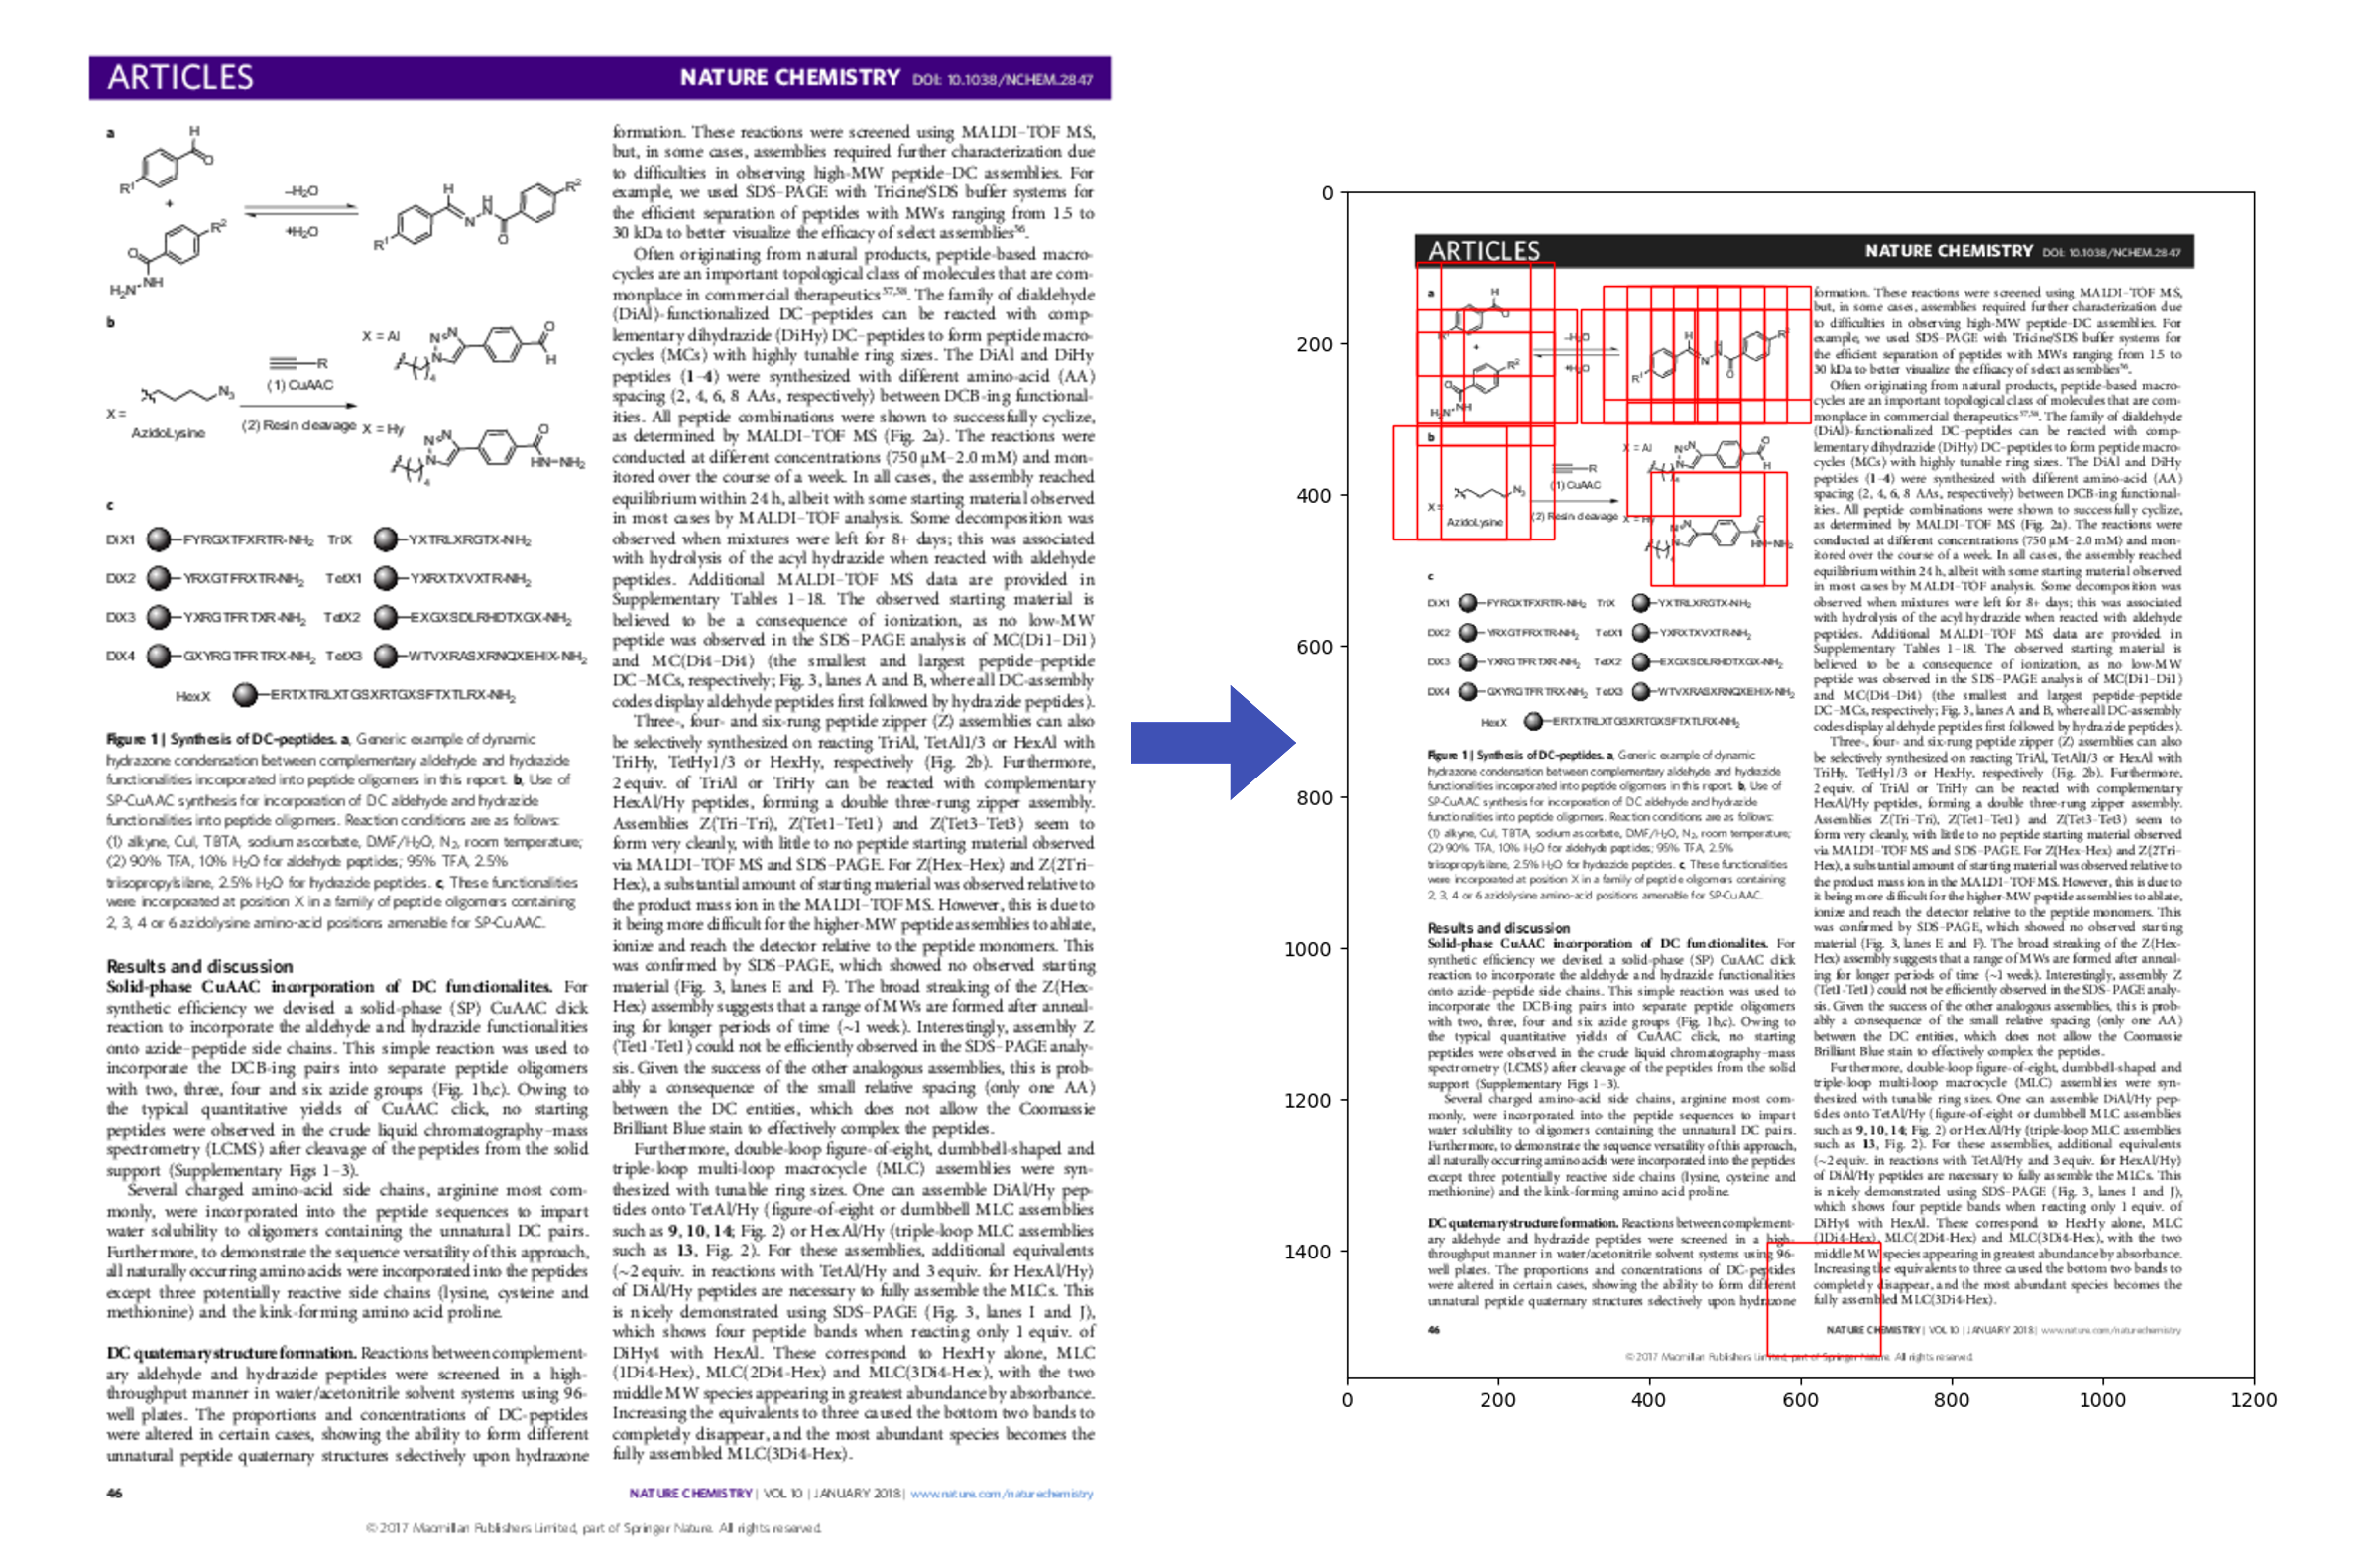 ARTICLES
NATURE CHEMISTRY DOI: 10.1038/NCHEM.2847
a
H
O
R¹
+
R²
O
NH
H₂N
–H₂O
+H₂O
H
H
N
N
O
R¹
R²
b
X = Al
N
N
N
4
O
H
R
(1) CuAAC
N₃
X =
AzidoLysine
(2) Resin cleavage
X = Hy
N
N
N
4
O
HN–NH₂
c
DiX1 FYRGXTFXRTR-NH₂ TriX YXTRLXRGTX-NH₂
DiX2 YRXGTFRXTR-NH₂ TetX1 YXRXTXVXTR-NH₂
DiX3 YXRGTFRTXR-NH₂ TetX2 EXGXSDLRHDTXGX-NH₂
DiX4 GXYRGTFRTRX-NH₂ TetX3 WTVXRASXRNQXEHIX-NH₂
HexX ERTXTRLXTGSXRTGXSFTXTLRX-NH₂
Figure 1 | Synthesis of DC-peptides. a, Generic example of dynamic
hydrazone condensation between complementary aldehyde and hydrazide
functionalities incorporated into peptide oligomers in this report. b, Use of
SP-CuAAC synthesis for incorporation of DC aldehyde and hydrazide
functionalities into peptide oligomers. Reaction conditions are as follows:
(1) alkyne, CuI, TBTA, sodium ascorbate, DMF/H₂O, N₂, room temperature;
(2) 90% TFA, 10% H₂O for aldehyde peptides; 95% TFA, 2.5%
triisopropylsilane, 2.5% H₂O for hydrazide peptides. c, These functionalities
were incorporated at position X in a family of peptide oligomers containing
2, 3, 4 or 6 azidolysine amino-acid positions amenable for SP-CuAAC.
Results and discussion
Solid-phase CuAAC incorporation of DC functionalites. For
synthetic efficiency we devised a solid-phase (SP) CuAAC click
reaction to incorporate the aldehyde and hydrazide functionalities
onto azide–peptide side chains. This simple reaction was used to
incorporate the DCB-ing pairs into separate peptide oligomers
with two, three, four and six azide groups (Fig. 1b,c). Owing to
the typical quantitative yields of CuAAC click, no starting
peptides were observed in the crude liquid chromatography–mass
spectrometry (LCMS) after cleavage of the peptides from the solid
support (Supplementary Figs 1–3).
Several charged amino-acid side chains, arginine most com-
monly, were incorporated into the peptide sequences to impart
water solubility to oligomers containing the unnatural DC pairs.
Furthermore, to demonstrate the sequence versatility of this approach,
all naturally occurring amino acids were incorporated into the peptides
except three potentially reactive side chains (lysine, cysteine and
methionine) and the kink-forming amino acid proline.
DC quaternary structure formation. Reactions between complement-
ary aldehyde and hydrazide peptides were screened in a high-
throughput manner in water/acetonitrile solvent systems using 96-
well plates. The proportions and concentrations of DC-peptides
were altered in certain cases, showing the ability to form different
unnatural peptide quaternary structures selectively upon hydrazone
formation. These reactions were screened using MALDI–TOF MS,
but, in some cases, assemblies required further characterization due
to difficulties in observing high-MW peptide–DC assemblies. For
example, we used SDS–PAGE with Tricine/SDS buffer systems for
the efficient separation of peptides with MWs ranging from 1.5 to
30 kDa to better visualize the efficacy of select assemblies⁵⁶.
Often originating from natural products, peptide-based macro-
cycles are an important topological class of molecules that are com-
monplace in commercial therapeutics⁵⁷,⁵⁸. The family of dialdehyde
(DiAl)-functionalized DC–peptides can be reacted with comp-
lementary dihydrazide (DiHy) DC–peptides to form peptide macro-
cycles (MCs) with highly tunable ring sizes. The DiAl and DiHy
peptides (1–4) were synthesized with different amino-acid (AA)
spacing (2, 4, 6, 8 AAs, respectively) between DCB-ing functional-
ities. All peptide combinations were shown to successfully cyclize,
as determined by MALDI–TOF MS (Fig. 2a). The reactions were
conducted at different concentrations (750 µM–2.0 mM) and mon-
itored over the course of a week. In all cases, the assembly reached
equilibrium within 24 h, albeit with some starting material observed
in most cases by MALDI–TOF analysis. Some decomposition was
observed when mixtures were left for 8+ days; this was associated
with hydrolysis of the acyl hydrazide when reacted with aldehyde
peptides. Additional MALDI–TOF MS data are provided in
Supplementary Tables 1–18. The observed starting material is
believed to be a consequence of ionization, as no low-MW
peptide was observed in the SDS–PAGE analysis of MC(Di1–Di1)
and MC(Di4–Di4) (the smallest and largest peptide–peptide
DC–MCs, respectively; Fig. 3, lanes A and B, where all DC-assembly
codes display aldehyde peptides first followed by hydrazide peptides).
Three-, four- and six-rung peptide zipper (Z) assemblies can also
be selectively synthesized on reacting TriAl, TetAl1/3 or HexAl with
TriHy, TetHy1/3 or HexHy, respectively (Fig. 2b). Furthermore,
2 equiv. of TriAl or TriHy can be reacted with complementary
HexAl/Hy peptides, forming a double three-rung zipper assembly.
Assemblies Z(Tri–Tri), Z(Tet1–Tet1) and Z(Tet3–Tet3) seem to
form very cleanly, with little to no peptide starting material observed
via MALDI–TOF MS and SDS–PAGE. For Z(Hex–Hex) and Z(2Tri–
Hex), a substantial amount of starting material was observed relative to
the product mass ion in the MALDI–TOF MS. However, this is due to
it being more difficult for the higher-MW peptide assemblies to ablate,
ionize and reach the detector relative to the peptide monomers. This
was confirmed by SDS–PAGE, which showed no observed starting
material (Fig. 3, lanes E and F). The broad streaking of the Z(Hex-
Hex) assembly suggests that a range of MWs are formed after anneal-
ing for longer periods of time (~1 week). Interestingly, assembly Z
(Tet1–Tet1) could not be efficiently observed in the SDS–PAGE analy-
sis. Given the success of the other analogous assemblies, this is prob-
ably a consequence of the small relative spacing (only one AA)
between the DC entities, which does not allow the Coomassie
Brilliant Blue stain to effectively complex the peptides.
Furthermore, double-loop figure-of-eight, dumbbell-shaped and
triple-loop multi-loop macrocycle (MLC) assemblies were syn-
thesized with tunable ring sizes. One can assemble DiAl/Hy pep-
tides onto TetAl/Hy (figure-of-eight or dumbbell MLC assemblies
such as 9, 10, 14; Fig. 2) or HexAl/Hy (triple-loop MLC assemblies
such as 13, Fig. 2). For these assemblies, additional equivalents
(~2 equiv. in reactions with TetAl/Hy and 3 equiv. for HexAl/Hy)
of DiAl/Hy peptides are necessary to fully assemble the MLCs. This
is nicely demonstrated using SDS–PAGE (Fig. 3, lanes I and J),
which shows four peptide bands when reacting only 1 equiv. of
DiHy4 with HexAl. These correspond to HexHy alone, MLC
(1Di4-Hex), MLC(2Di4-Hex) and MLC(3Di4-Hex), with the two
middle MW species appearing in greatest abundance by absorbance.
Increasing the equivalents to three caused the bottom two bands to
completely disappear, and the most abundant species becomes the
fully assembled MLC(3Di4-Hex).
46
NATURE CHEMISTRY | VOL 10 | JANUARY 2018 | www.nature.com/naturechemistry
© 2017 Macmillan Publishers Limited, part of Springer Nature. All rights reserved.
0
200
400
600
800
1000
1200
1400
0 200 400 600 800 1000 1200